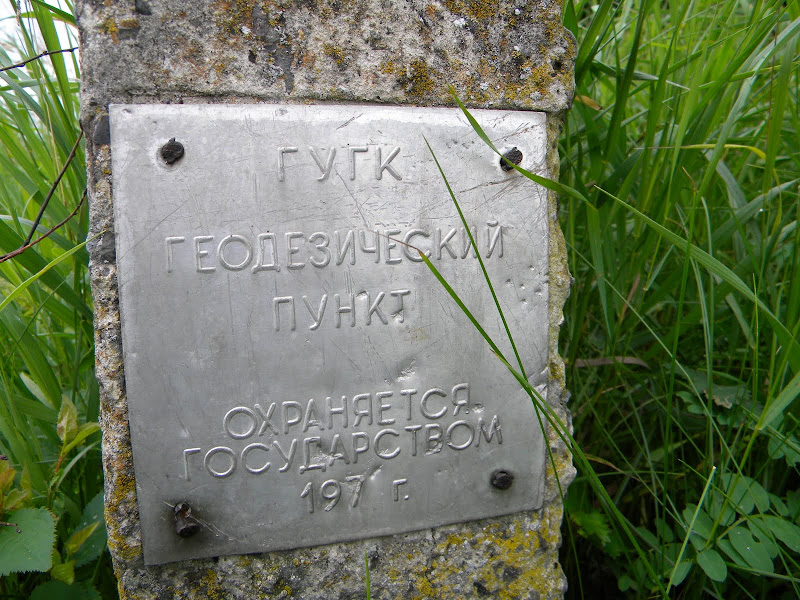 ГУГК
ГЕОДЕЗИЧЕСКИЙ
ПУНКТ
ОХРАНЯЕТСЯ
ГОСУДАРСТВОМ
197 г.